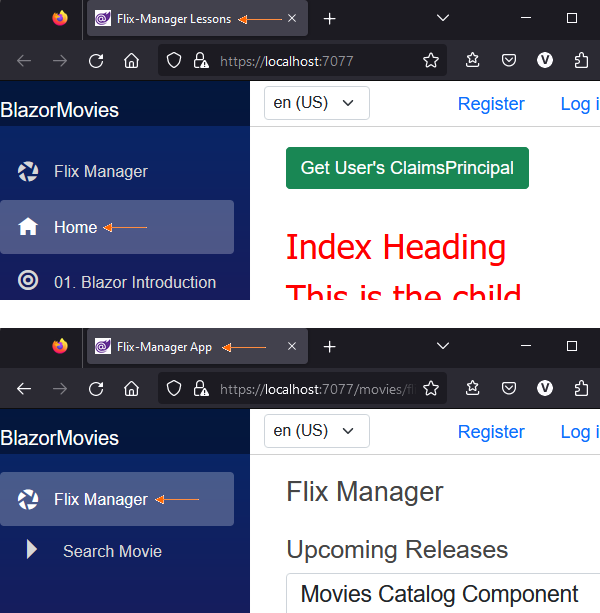 Flix-Manager Lessons
https://localhost:7077
BlazorMovies
en (US)
Register
Log i
Flix Manager
Get User's ClaimsPrincipal
Home
Index Heading
01. Blazor Introduction
This is the child
Flix-Manager App
https://localhost:7077/movies/fl
BlazorMovies
en (US)
Register
Log i
Flix Manager
Flix Manager
Search Movie
Upcoming Releases
Movies Catalog Component